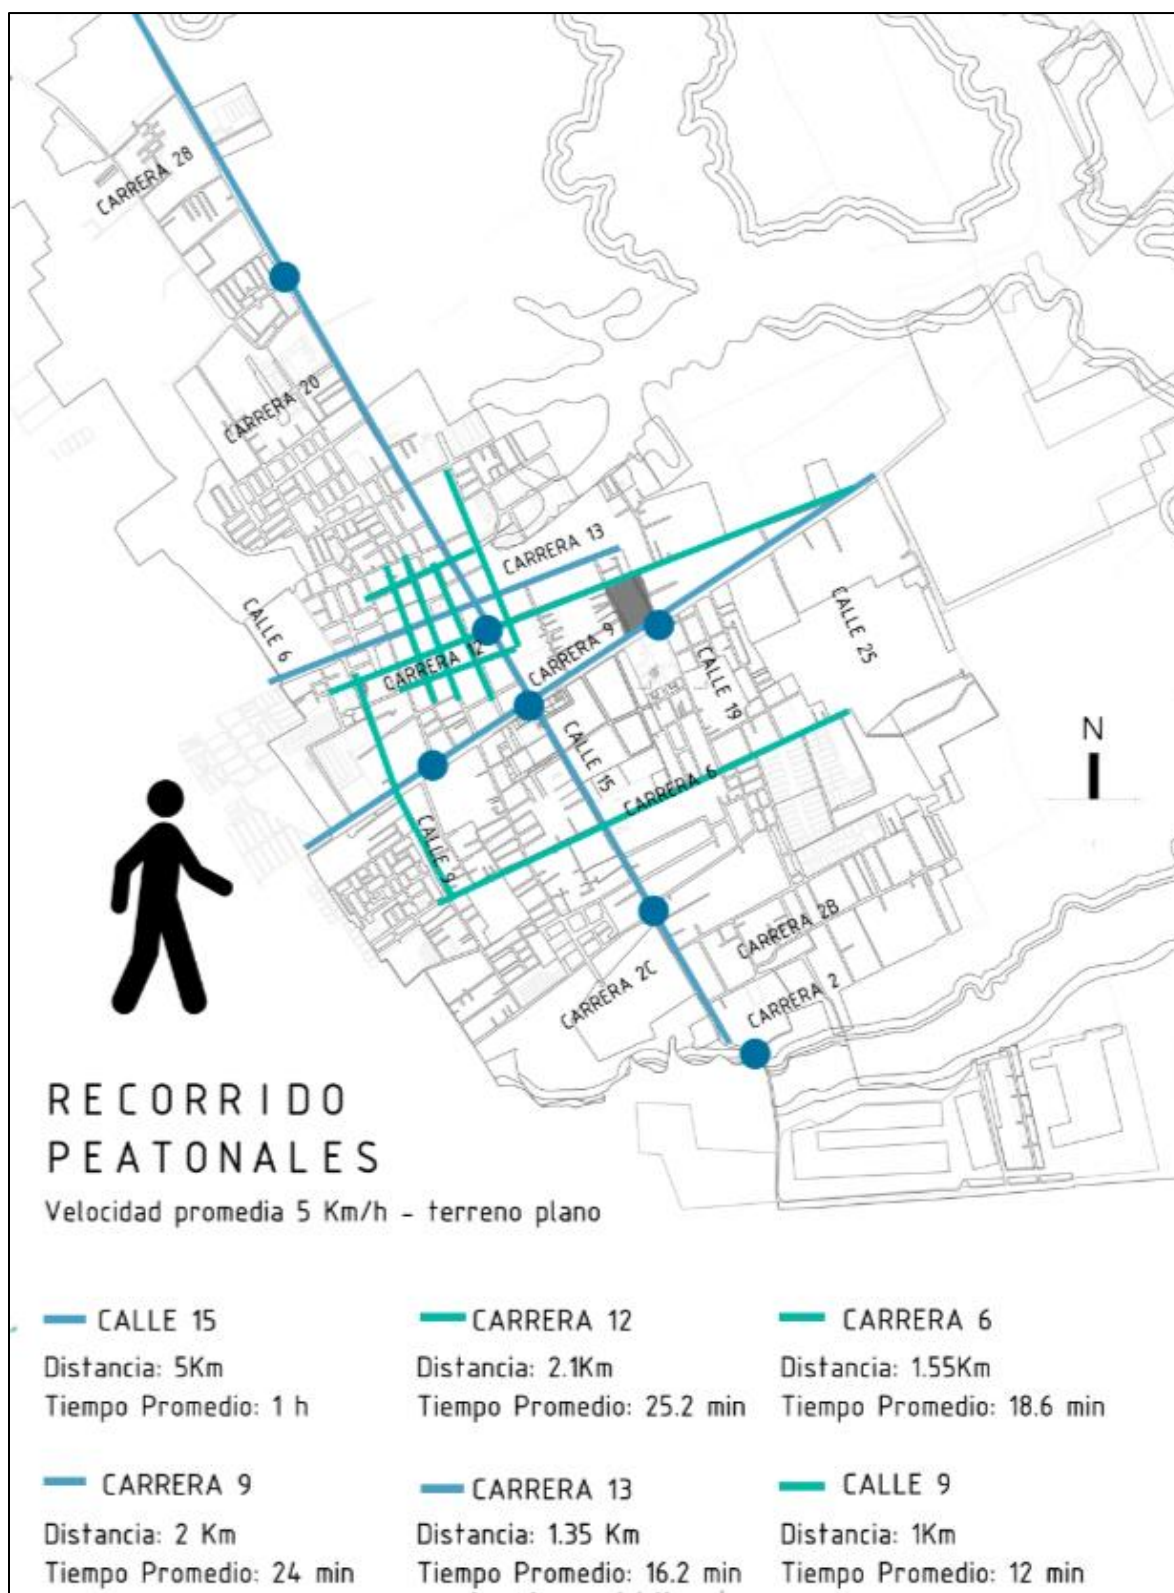 CARRERA 28
CARRERA 20
CARRERA 13
CALLE 6
CARRERA 12
CARRERA 9
CALLE 19
CALLE 25
CALLE 15
CARRERA 6
CALLE 9
CARRERA 2B
CARRERA 2C
CARRERA 2
N
RECORRIDO
PEATONALES
Velocidad promedia 5 Km/h - terreno plano
CALLE 15
Distancia: 5Km
Tiempo Promedio: 1 h
CARRERA 12
Distancia: 2.1Km
Tiempo Promedio: 25.2 min
CARRERA 6
Distancia: 1.55Km
Tiempo Promedio: 18.6 min
CARRERA 9
Distancia: 2 Km
Tiempo Promedio: 24 min
CARRERA 13
Distancia: 1.35 Km
Tiempo Promedio: 16.2 min
CALLE 9
Distancia: 1Km
Tiempo Promedio: 12 min